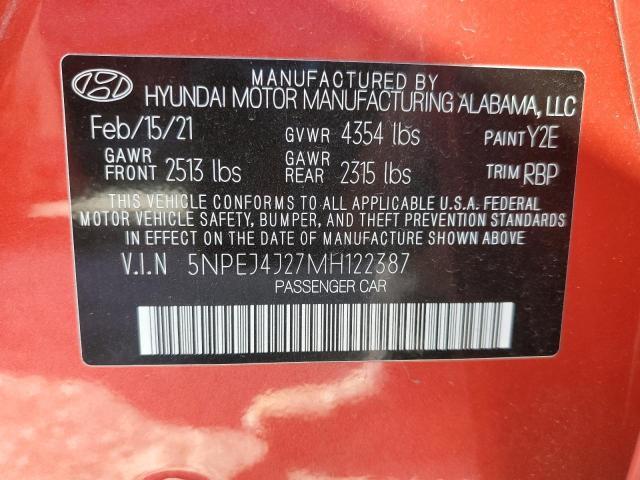 MANUFACTURED BY
HYUNDAI MOTOR MANUFACTURING ALABAMA, LLC
Feb/15/21 GVWR 4354 lbs PAINT Y2E
GAWR FRONT 2513 lbs GAWR REAR 2315 lbs TRIM RBP
THIS VEHICLE CONFORMS TO ALL APPLICABLE U.S.A. FEDERAL
MOTOR VEHICLE SAFETY, BUMPER, AND THEFT PREVENTION STANDARDS
IN EFFECT ON THE DATE OF MANUFACTURE SHOWN ABOVE.
V.I.N 5NPEJ4J27MH122387
PASSENGER CAR